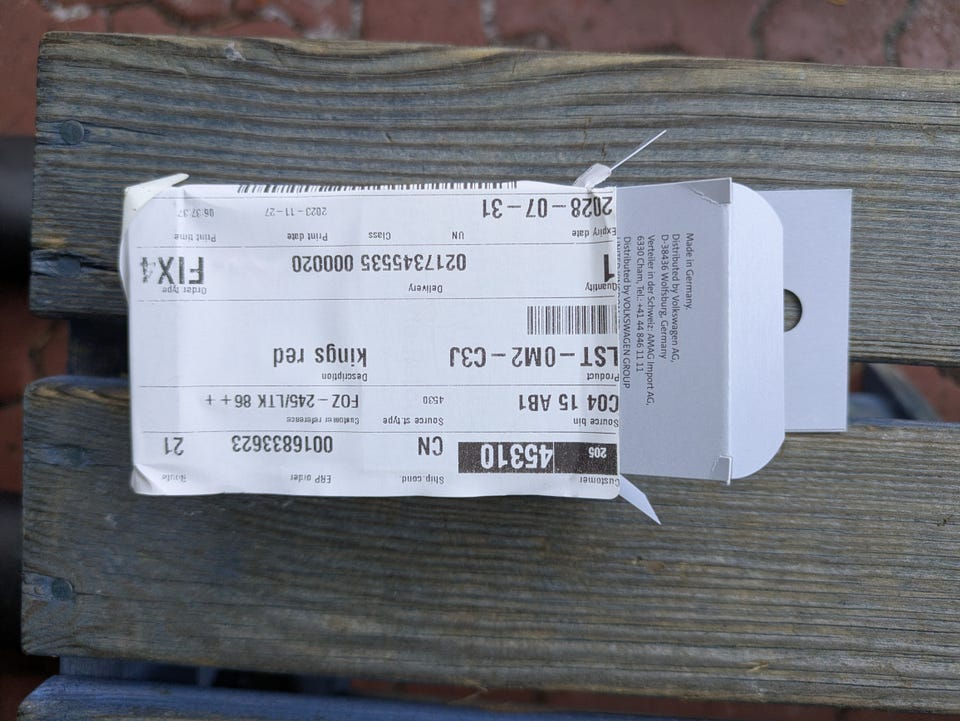 Customer Ship.cond ERP order Route
205 45310 CN 0016833623 21
Source bin Source st.type Customer reference
C04 15 AB1 4530 FOZ-245/LTK 86++
Product Description
LST-0M2-C3J kings red
Quantity Delivery Order type
1 0217345535 000020 FIX4
Expiry date UN Class Print date Print time
2028-07-31 2023-11-27 06:37:37
Made in Germany.
Distributed by Volkswagen AG,
D-38436 Wolfsburg, Germany
Verteiler in der Schweiz: AMAG Import AG,
6330 Cham, Tel.: +41 44 846 11 11
Distributed by VOLKSWAGEN GROUP